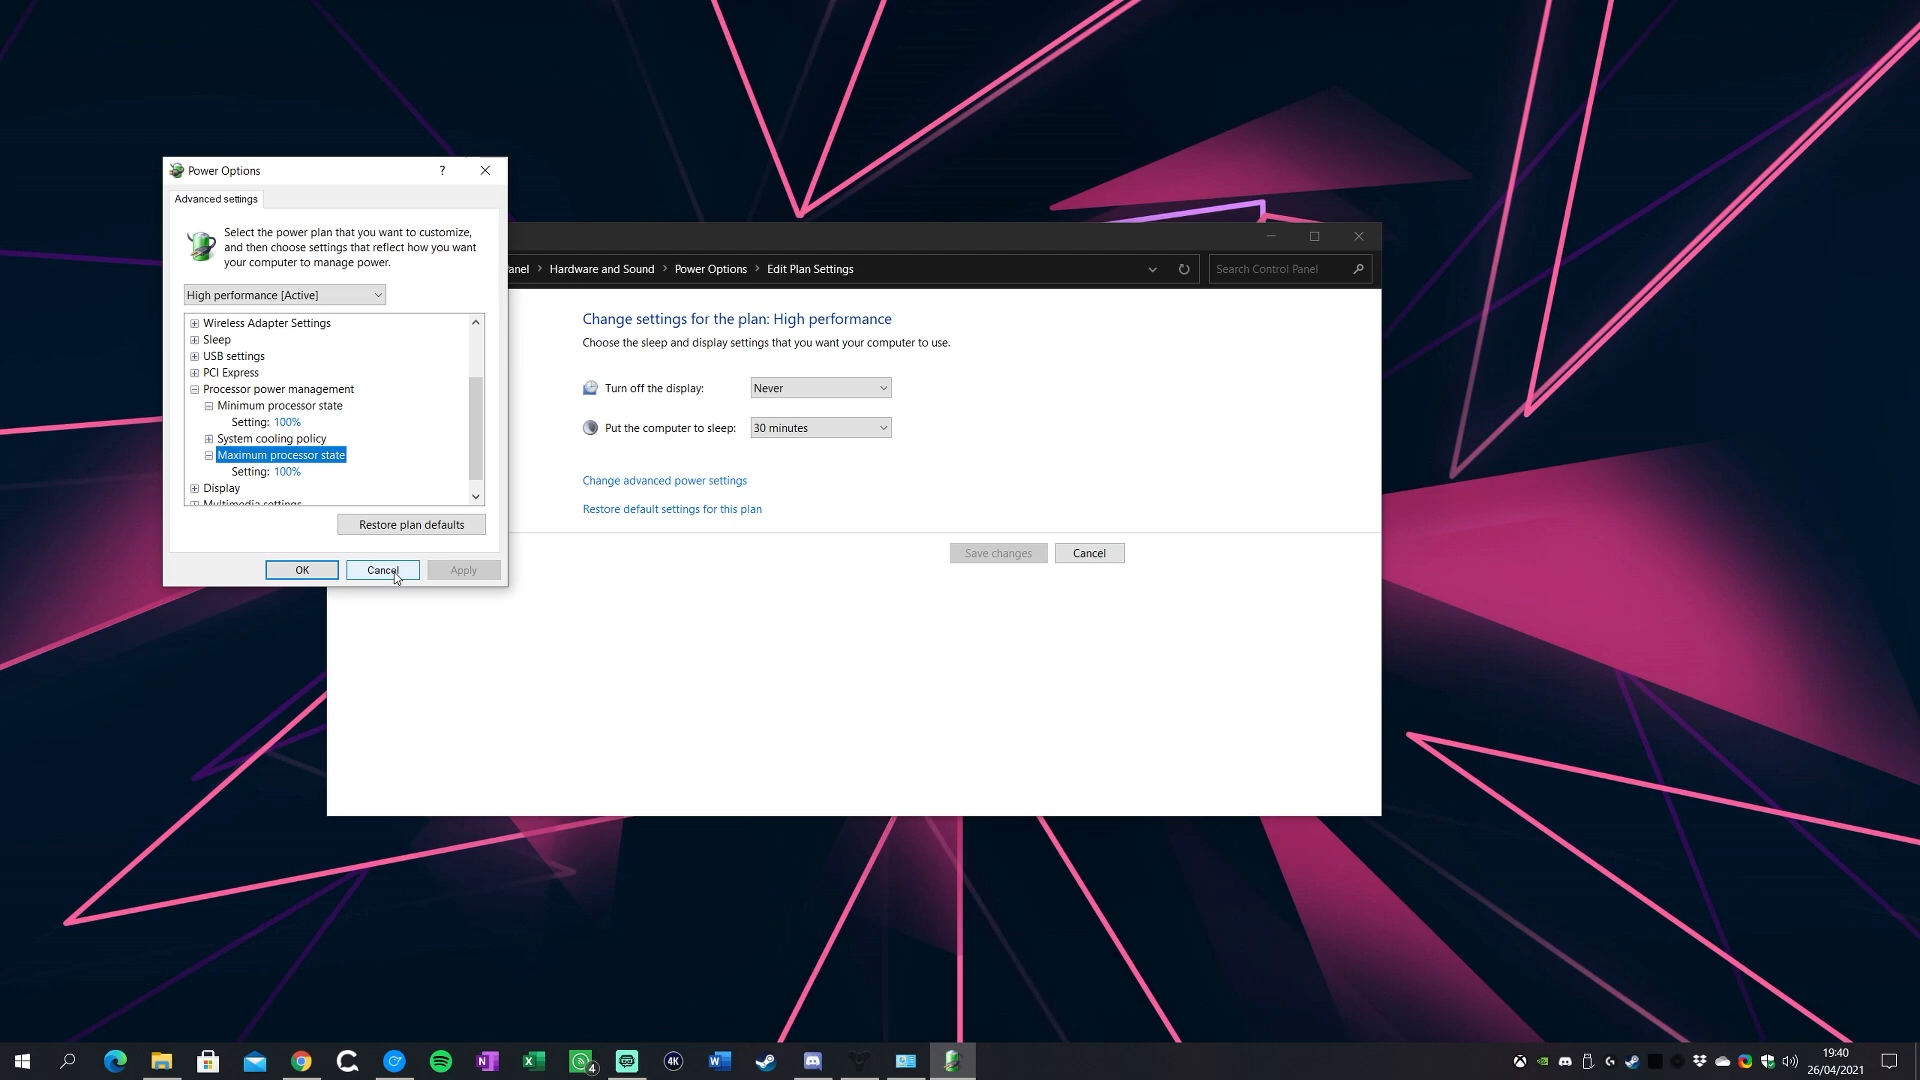 Power Options
?
Advanced settings
Select the power plan that you want to customize,
and then choose settings that reflect how you want
your computer to manage power.
High performance [Active]
Wireless Adapter Settings
Sleep
USB settings
PCI Express
Processor power management
Minimum processor state
Setting: 100%
System cooling policy
Maximum processor state
Setting: 100%
Display
Multimedia settings
Restore plan defaults
OK
Cancel
Apply
Panel > Hardware and Sound > Power Options > Edit Plan Settings
Search Control Panel
Change settings for the plan: High performance
Choose the sleep and display settings that you want your computer to use.
Turn off the display: Never
Put the computer to sleep: 30 minutes
Change advanced power settings
Restore default settings for this plan
Save changes
Cancel
4
4K
19:40
26/04/2021